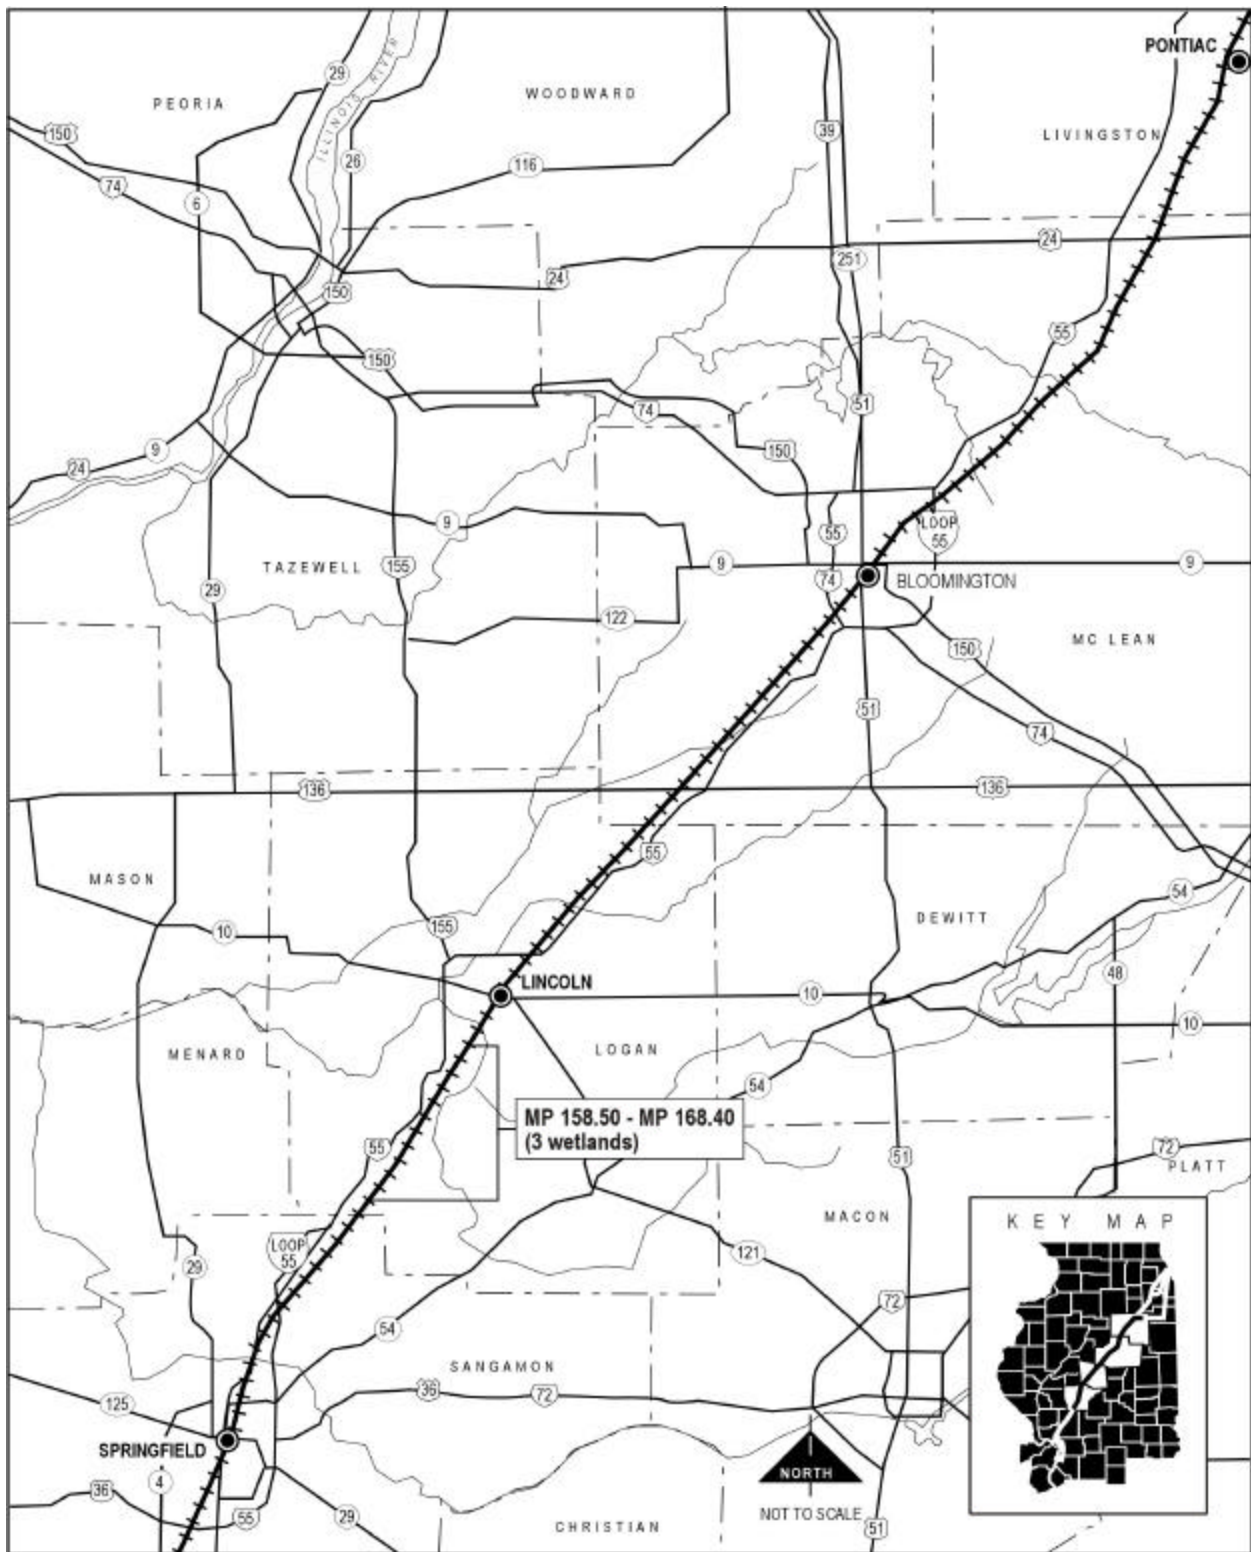 PONTIAC
29
ILLINOIS RIVER
WOODWARD
PEORIA
39
150
LIVINGSTON
26
116
74
6
24
251
24
150
55
150
51
74
9
150
24
LOOP
55
9
55
9
9
TAZEWELL
155
74
BLOOMINGTON
29
122
MC LEAN
150
51
74
136
136
55
MASON
54
DEWITT
155
10
48
LINCOLN
10
10
LOGAN
MENARD
54
MP 158.50 - MP 168.40
(3 wetlands)
55
72
51
PLATT
MACON
KEY MAP
LOOP
55
121
29
72
54
SANGAMON
36
72
125
SPRINGFIELD
NORTH
4
36
NOT TO SCALE
55
29
CHRISTIAN
51